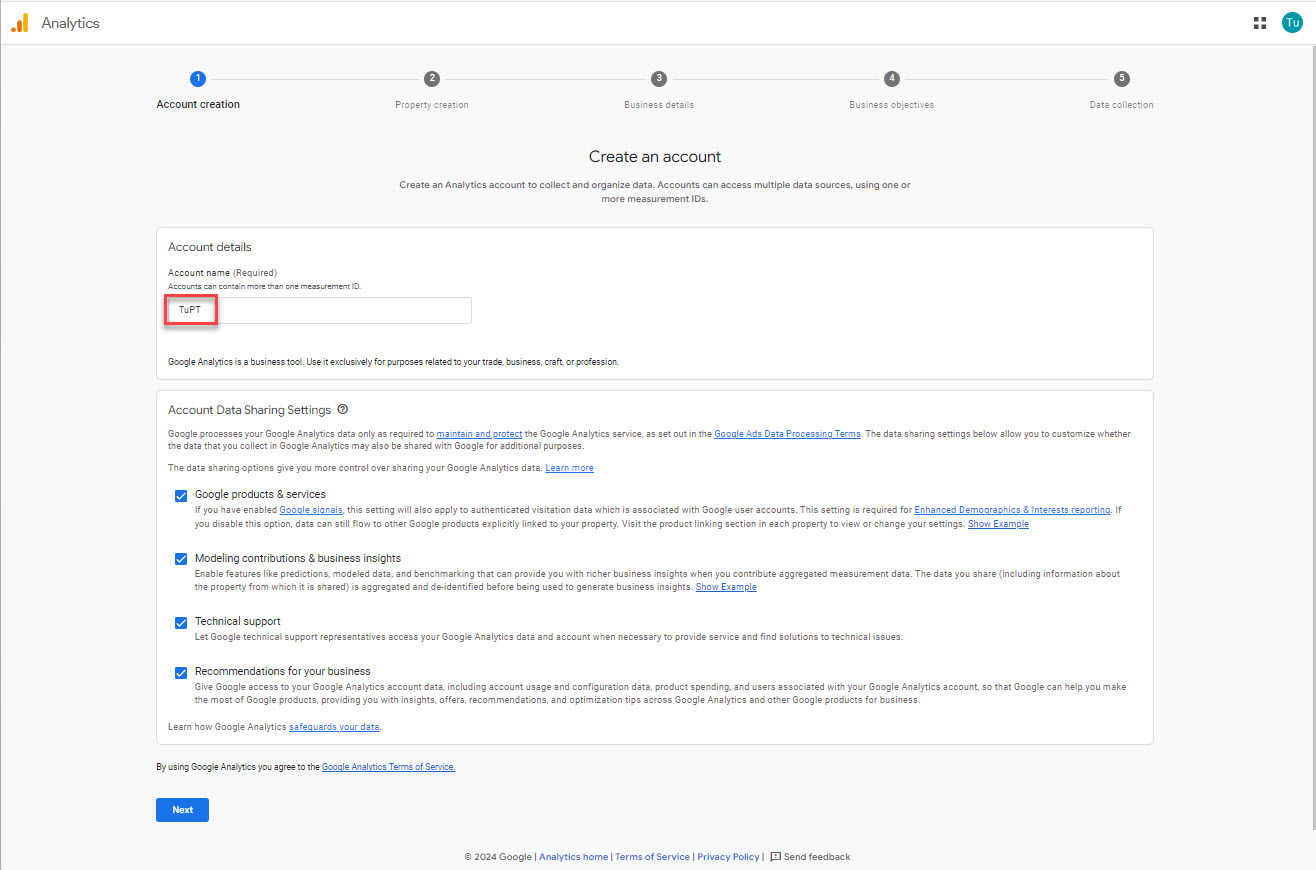 Analytics
Tu
1
2
3
4
5
Account creation
Property creation
Business details
Business objectives
Data collection
Create an account
Create an Analytics account to collect and organize data. Accounts can access multiple data sources, using one or
more measurement IDs.
Account details
Account name (Required)
Accounts can contain more than one measurement ID.
TuPT
Google Analytics is a business tool. Use it exclusively for purposes related to your trade, business, craft, or profession.
Account Data Sharing Settings
Google processes your Google Analytics data only as required to maintain and protect the Google Analytics service, as set out in the Google Ads Data Processing Terms. The data sharing settings below allow you to customize whether
the data that you collect in Google Analytics may also be shared with Google for additional purposes.
The data sharing options give you more control over sharing your Google Analytics data. Learn more
Google products & services
If you have enabled Google signals, this setting will also apply to authenticated visitation data which is associated with Google user accounts. This setting is required for Enhanced Demographics & Interests reporting. If
you disable this option, data can still flow to other Google products explicitly linked to your property. Visit the product linking section in each property to view or change your settings. Show Example
Modeling contributions & business insights
Enable features like predictions, modeled data, and benchmarking that can provide you with richer business insights when you contribute aggregated measurement data. The data you share (including information about
the property from which it is shared) is aggregated and de-identified before being used to generate business insights. Show Example
Technical support
Let Google technical support representatives access your Google Analytics data and account when necessary to provide service and find solutions to technical issues.
Recommendations for your business
Give Google access to your Google Analytics account data, including account usage and configuration data, product spending, and users associated with your Google Analytics account, so that Google can help you make
the most of Google products, providing you with insights, offers, recommendations, and optimization tips across Google Analytics and other Google products for business.
Learn how Google Analytics safeguards your data.
By using Google Analytics you agree to the Google Analytics Terms of Service.
Next
© 2024 Google | Analytics home | Terms of Service | Privacy Policy | Send feedback